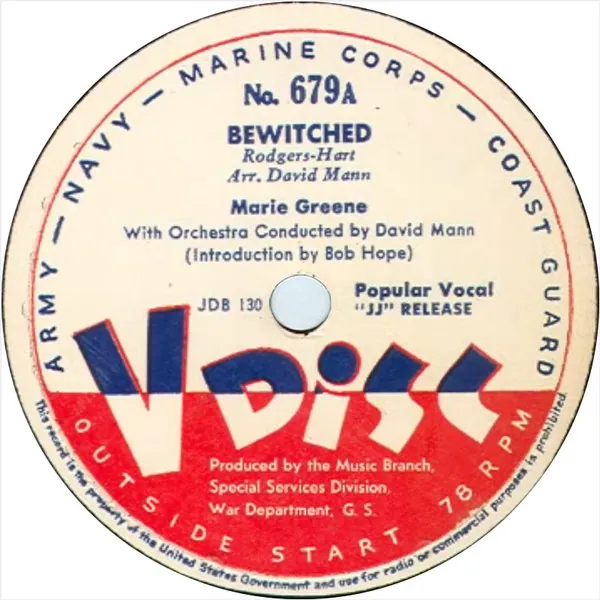 ARMY — NAVY — MARINE CORPS — COAST GUARD
No. 679A
BEWITCHED
Rodgers-Hart
Arr. David Mann
Marie Greene
With Orchestra Conducted by David Mann
(Introduction by Bob Hope)
JDB 130
Popular Vocal
"JJ" RELEASE
V DiSC
Produced by the Music Branch,
Special Services Division,
War Department, G. S.
OUTSIDE START 78 RPM
This record is the property of the United States Government and use for radio or commercial purposes is prohibited.